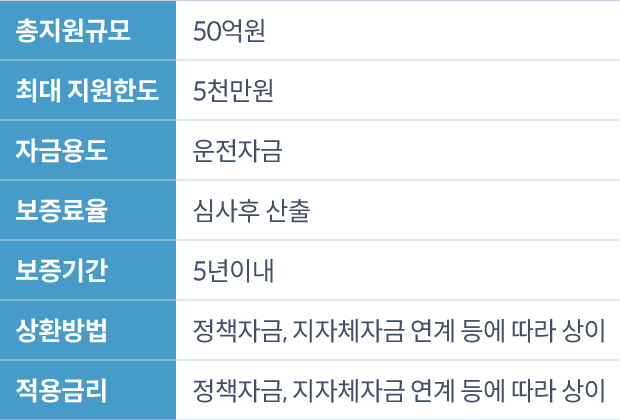 총지원규모 50억원
최대 지원한도 5천만원
자금용도 운전자금
보증료율 심사후 산출
보증기간 5년이내
상환방법 정책자금, 지자체자금 연계 등에 따라 상이
적용금리 정책자금, 지자체자금 연계 등에 따라 상이